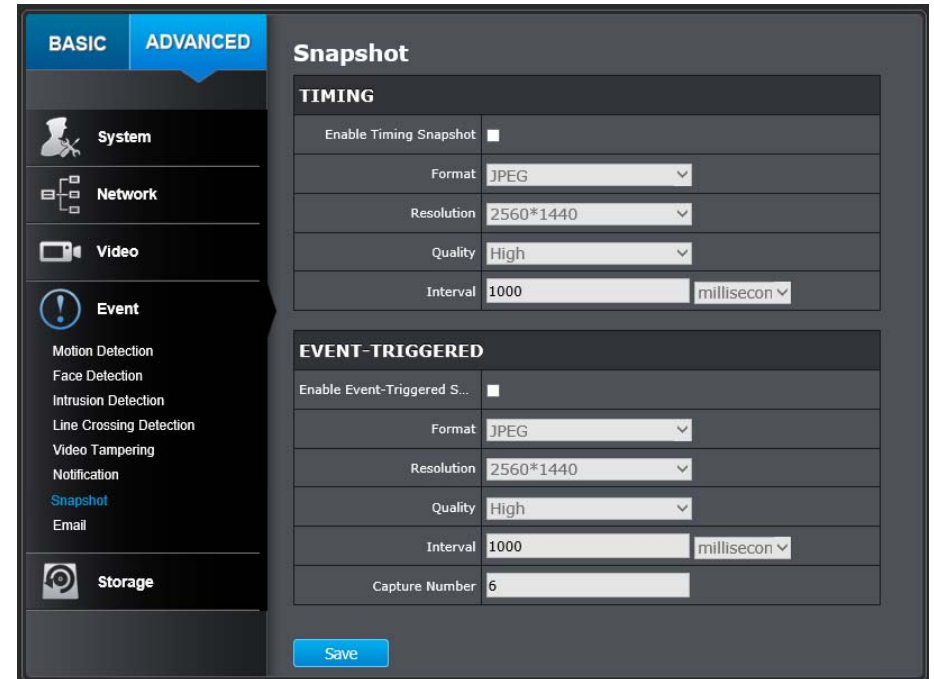 BASIC ADVANCED
System
Network
Video
Event
Motion Detection
Face Detection
Intrusion Detection
Line Crossing Detection
Video Tampering
Notification
Snapshot
Email
Storage
Snapshot
TIMING
Enable Timing Snapshot
Format JPEG
Resolution 2560*1440
Quality High
Interval 1000 millisecon
EVENT-TRIGGERED
Enable Event-Triggered S...
Format JPEG
Resolution 2560*1440
Quality High
Interval 1000 millisecon
Capture Number 6
Save